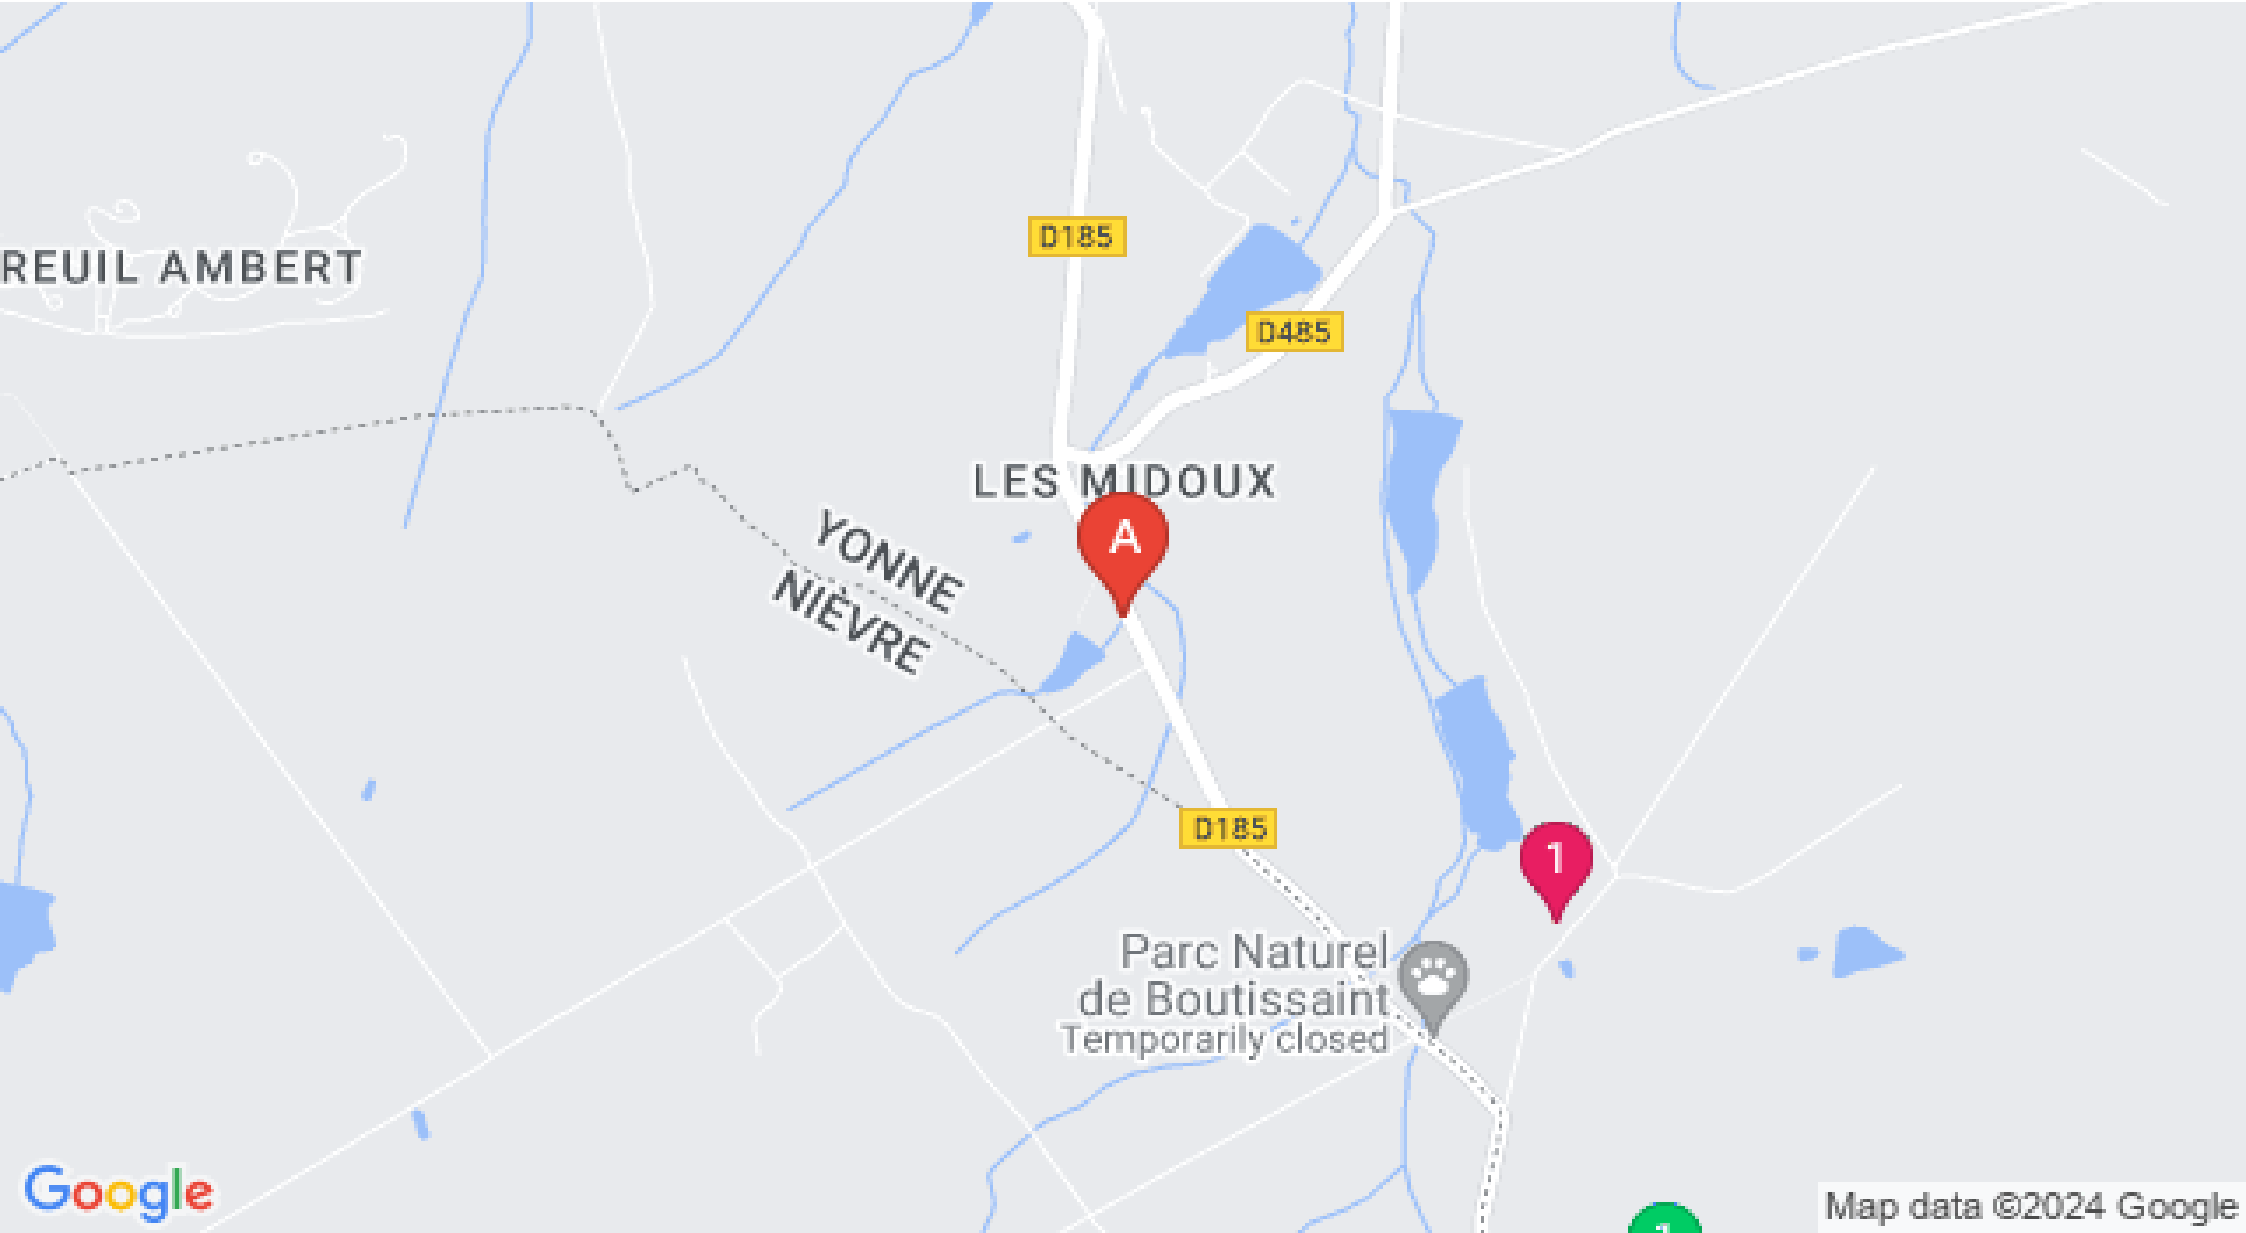 D185
REUIL AMBERT
D485
LES MIDOUX
A
YONNE
NIÈVRE
D185
1
Parc Naturel
de Boutissaint
Temporarily closed
Google
Map data ©2024 Google